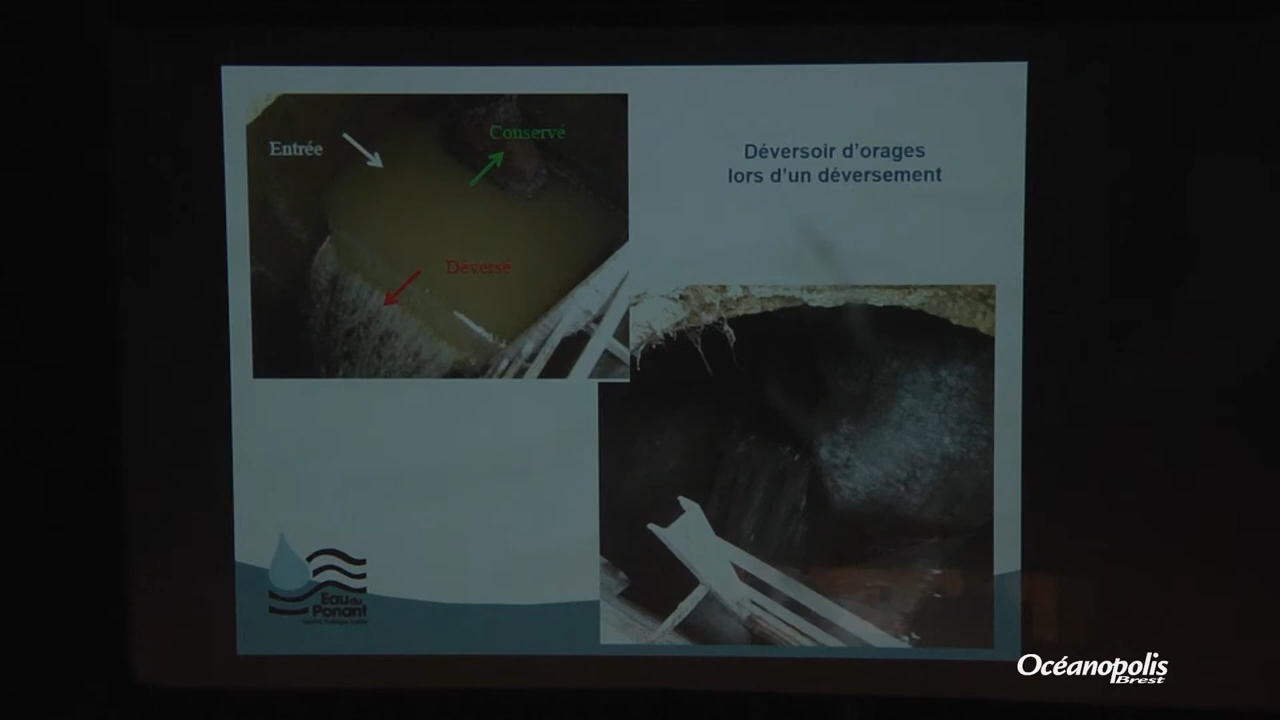 Entrée
Conservé
Déversé
Déversoir d'orages
lors d'un déversement
Eau du
Ponant
Océanopolis
Brest